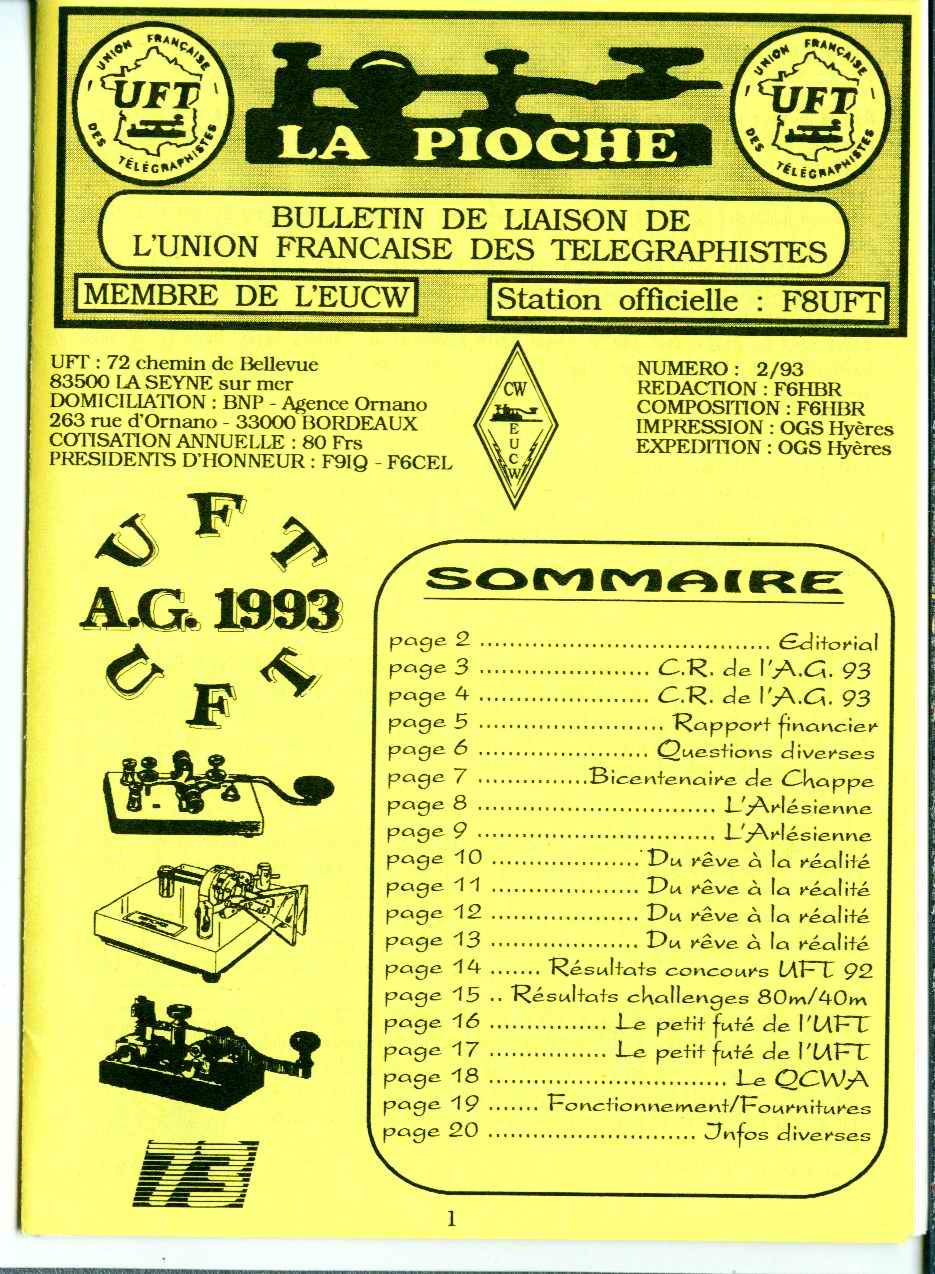 UNION FRANÇAISE
UFT
DES TÉLÉGRAPHISTES
LA PIOCHE
UNION FRANÇAISE
UFT
DES TÉLÉGRAPHISTES
BULLETIN DE LIAISON DE
L'UNION FRANCAISE DES TELEGRAPHISTES
MEMBRE DE L'EUCW
Station officielle : F8UFT
UFT : 72 chemin de Bellevue
83500 LA SEYNE sur mer
DOMICILIATION : BNP - Agence Ornano
263 rue d'Ornano - 33000 BORDEAUX
COTISATION ANNUELLE : 80 Frs
PRESIDENTS D'HONNEUR : F9IQ - F6CEL
CW
EUCW
NUMERO : 2/93
REDACTION : F6HBR
COMPOSITION : F6HBR
IMPRESSION : OGS Hyères
EXPEDITION : OGS Hyères
UFT
A.G. 1993
UFT
73
SOMMAIRE
page 2 ....................................... Editorial
page 3 ....................... C.R. de l'A.G. 93
page 4 ....................... C.R. de l'A.G. 93
page 5 ......................... Rapport financier
page 6 ....................... Questions diverses
page 7 ...............Bicentenaire de Chappe
page 8 ................................ L'Arlésienne
page 9 ................................ L'Arlésienne
page 10 .................... Du rêve à la réalité
page 11 .................... Du rêve à la réalité
page 12 .................... Du rêve à la réalité
page 13 .................... Du rêve à la réalité
page 14 ....... Résultats concours UFT 92
page 15 .. Résultats challenges 80m/40m
page 16 ................ Le petit futé de l'UFT
page 17 ................ Le petit futé de l'UFT
page 18 ................................ Le QCWA
page 19 ....... Fonctionnement/Fournitures
page 20 ............................ Infos diverses
1